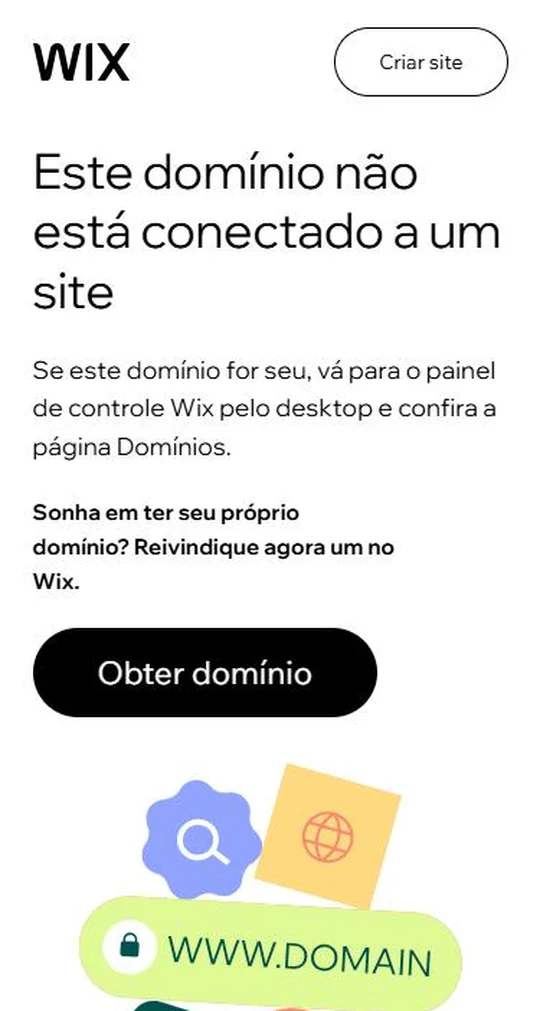 WIX
Criar site
Este domínio não
está conectado a um
site
Se este domínio for seu, vá para o painel
de controle Wix pelo desktop e confira a
página Domínios.
Sonha em ter seu próprio
domínio? Reivindique agora um no
Wix.
Obter domínio
WWW.DOMAIN